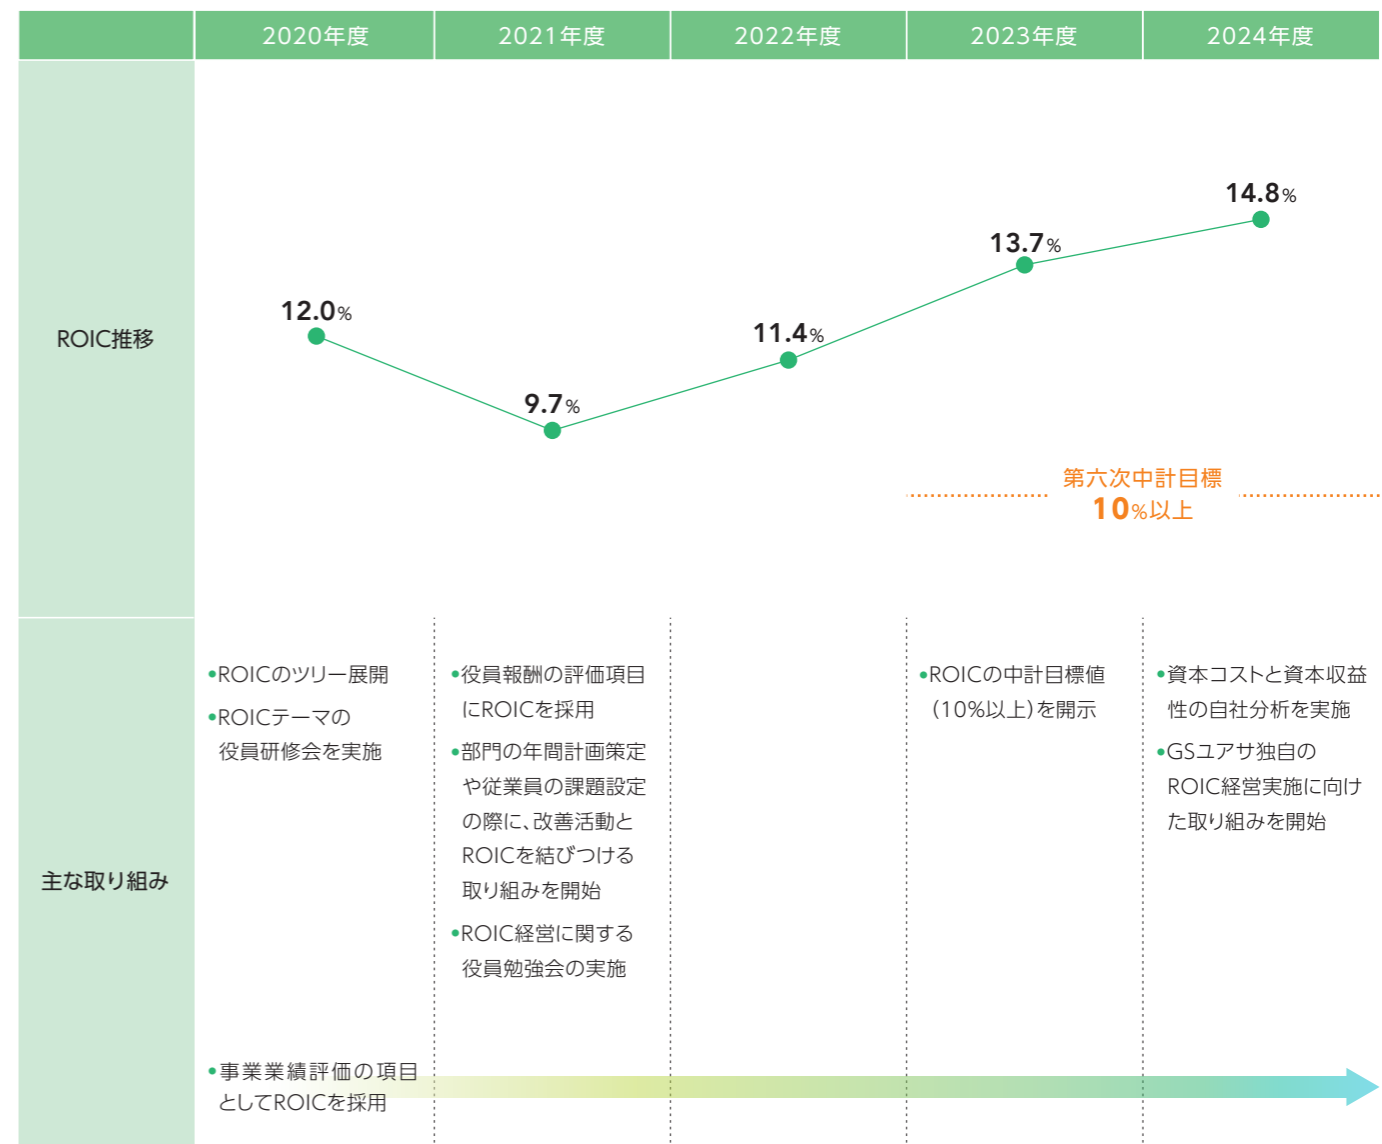 2020年度
2021年度
2022年度
2023年度
2024年度
ROIC推移
12.0%
9.7%
11.4%
13.7%
14.8%
第六次中計目標
10%以上
主な取り組み
•ROICのツリー展開
•ROICテーマの
役員研修会を実施
•事業業績評価の項目
としてROICを採用
•役員報酬の評価項目
にROICを採用
•部門の年間計画策定
や従業員の課題設定
の際に、改善活動と
ROICを結びつける
取り組みを開始
•ROIC経営に関する
役員勉強会の実施
•ROICの中計目標値
（10%以上）を開示
•資本コストと資本収益
性の自社分析を実施
•GSユアサ独自の
ROIC経営実施に向け
た取り組みを開始